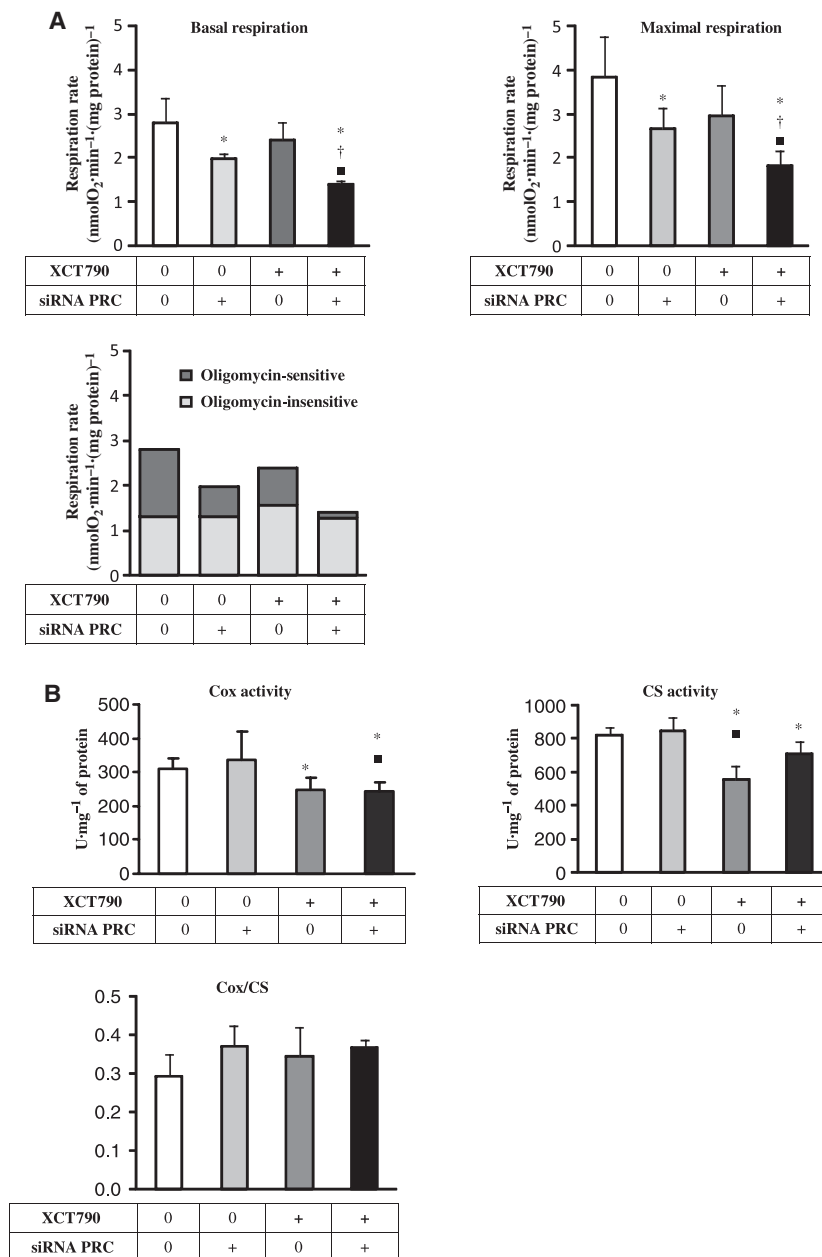 A
Basal respiration
Respiration rate
(nmolO₂·min⁻¹·(mg protein)⁻¹
5
4
3
2
1
0
*
*
†
■
XCT790 0 0 + +
siRNA PRC 0 + 0 +
Maximal respiration
Respiration rate
(nmolO₂·min⁻¹·(mg protein)⁻¹
5
4
3
2
1
0
*
*
†
■
XCT790 0 0 + +
siRNA PRC 0 + 0 +
Respiration rate
(nmolO₂·min⁻¹·(mg protein)⁻¹
5
4
3
2
1
0
Oligomycin-sensitive
Oligomycin-insensitive
XCT790 0 0 + +
siRNA PRC 0 + 0 +
B
Cox activity
U·mg⁻¹ of protein
500
400
300
200
100
0
*
*
■
XCT790 0 0 + +
siRNA PRC 0 + 0 +
CS activity
U·mg⁻¹ of protein
1000
800
600
400
200
0
*
■
*
XCT790 0 0 + +
siRNA PRC 0 + 0 +
Cox/CS
0.5
0.4
0.3
0.2
0.1
0.0
XCT790 0 0 + +
siRNA PRC 0 + 0 +